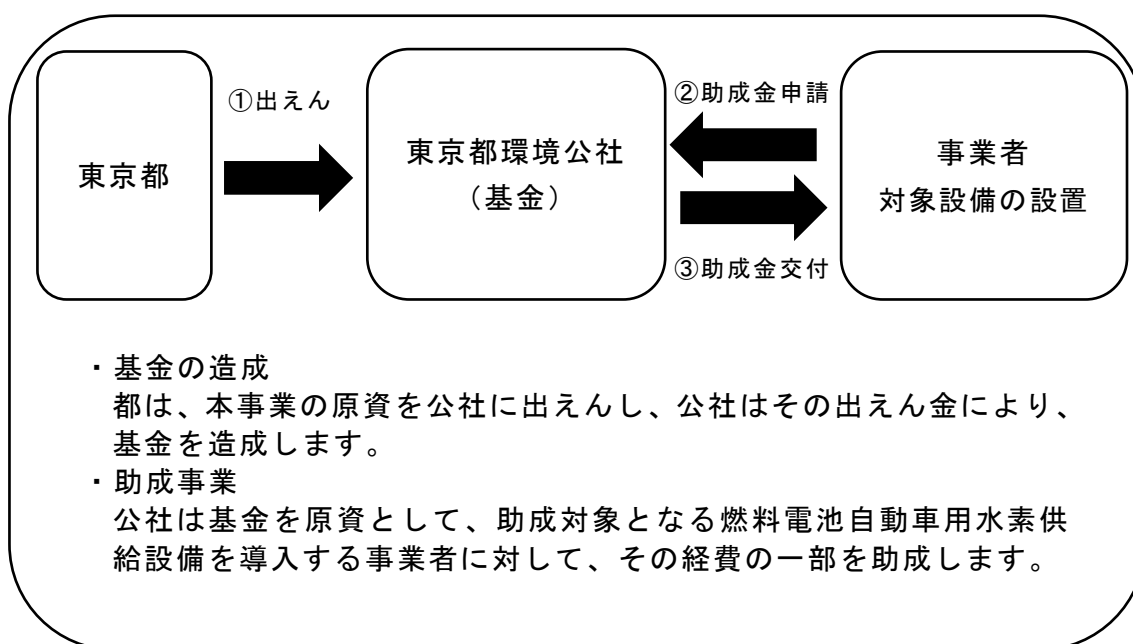 東京都
①出えん
東京都環境公社
（基金）
②助成金申請
③助成金交付
事業者
対象設備の設置
・基金の造成
都は、本事業の原資を公社に出えんし、公社はその出えん金により、
基金を造成します。
・助成事業
公社は基金を原資として、助成対象となる燃料電池自動車用水素供
給設備を導入する事業者に対して、その経費の一部を助成します。